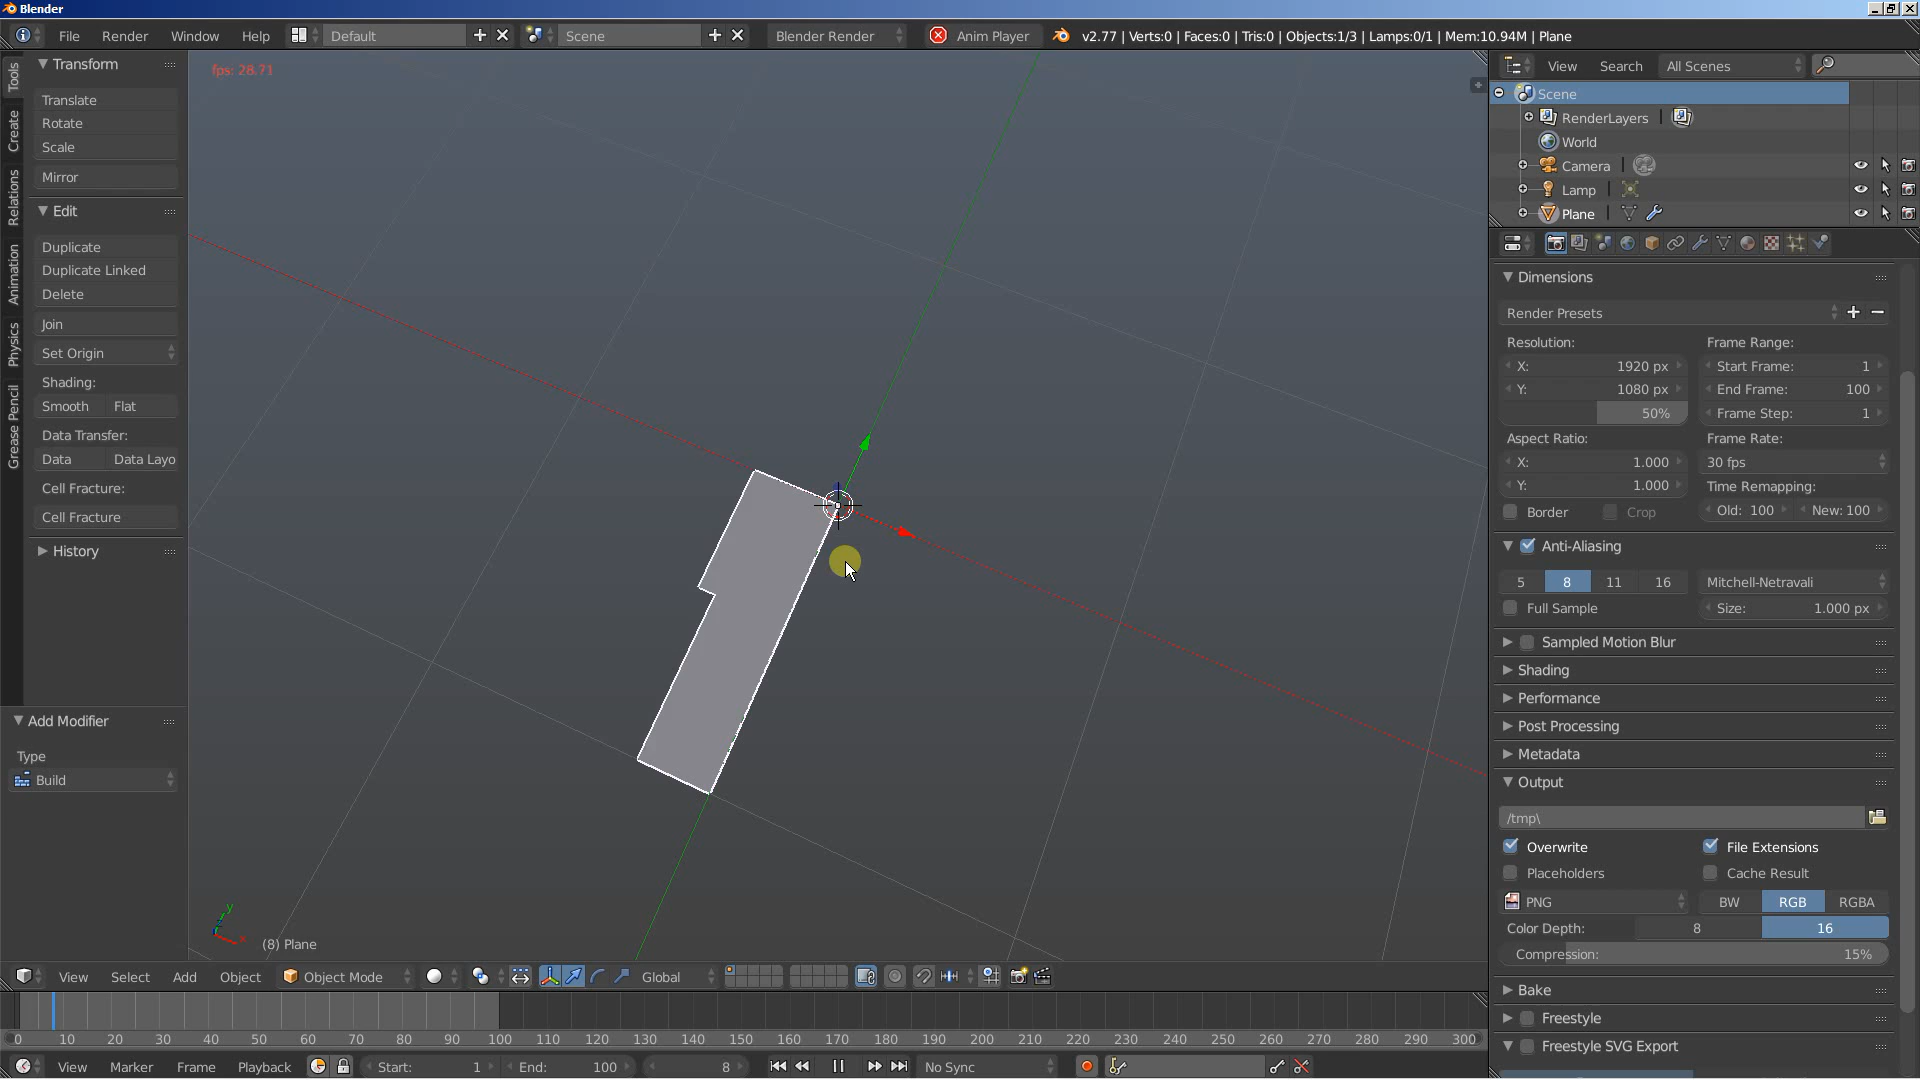 Blender
File Render Window Help Default Scene Blender Render Anim Player v2.77 | Verts:0 | Faces:0 | Tris:0 | Objects:1/3 | Lamps:0/1 | Mem:10.94M | Plane
Tools
Create
Relations
Animation
Physics
Grease Pencil
Transform
Translate
Rotate
Scale
Mirror
Edit
Duplicate
Duplicate Linked
Delete
Join
Set Origin
Shading:
Smooth Flat
Data Transfer:
Data Data Layo
Cell Fracture:
Cell Fracture
History
Add Modifier
Type
Build
fps: 28.71
y
x
(8) Plane
View Select Add Object Object Mode Global
0 10 20 30 40 50 60 70 80 90 100 110 120 130 140 150 160 170 180 190 200 210 220 230 240 250 260 270 280 290 300
View Marker Frame Playback Start: 1 End: 100 8 No Sync
View Search All Scenes
Scene
RenderLayers |
World
Camera |
Lamp |
Plane |
Dimensions
Render Presets
Resolution: Frame Range:
X: 1920 px Start Frame: 1
Y: 1080 px End Frame: 100
50% Frame Step: 1
Aspect Ratio: Frame Rate:
X: 1.000 30 fps
Y: 1.000 Time Remapping:
Border Crop Old: 100 New: 100
Anti-Aliasing
5 8 11 16 Mitchell-Netravali
Full Sample Size: 1.000 px
Sampled Motion Blur
Shading
Performance
Post Processing
Metadata
Output
/tmp\
Overwrite File Extensions
Placeholders Cache Result
PNG BW RGB RGBA
Color Depth: 8 16
Compression: 15%
Bake
Freestyle
Freestyle SVG Export